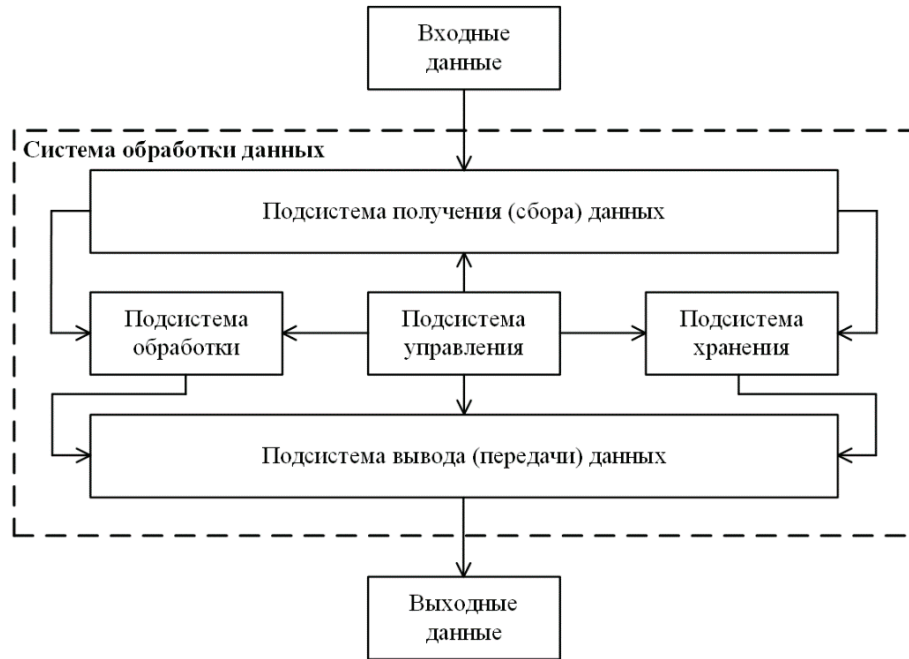 Входные
данные
Система обработки данных
Подсистема получения (сбора) данных
Подсистема
обработки
Подсистема
управления
Подсистема
хранения
Подсистема вывода (передачи) данных
Выходные
данные